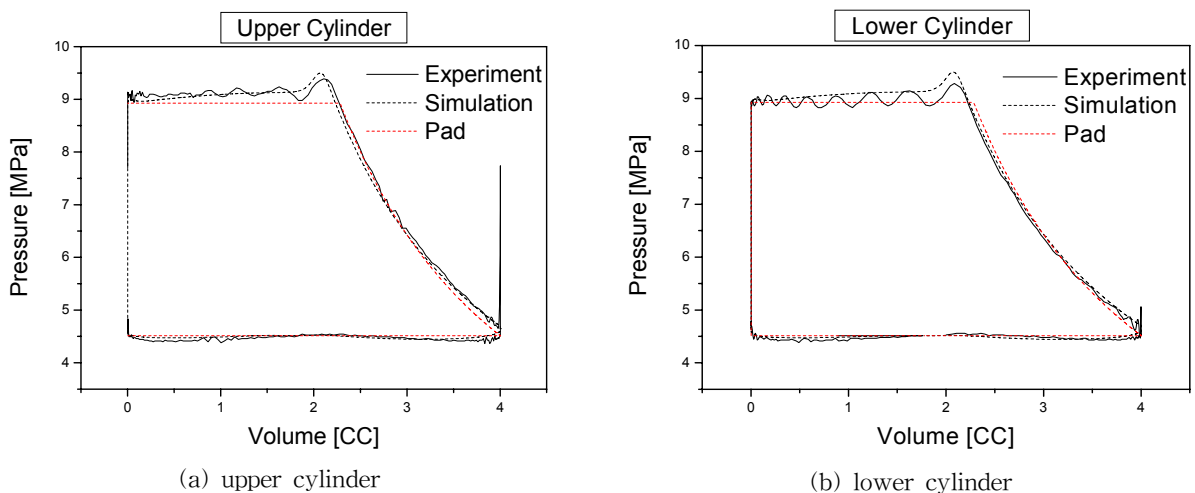 Upper Cylinder
10
9
8
7
6
5
4
Pressure [MPa]
Experiment
Simulation
Pad
0
1
2
3
4
Volume [CC]
(a) upper cylinder
Lower Cylinder
10
9
8
7
6
5
4
Pressure [MPa]
Experiment
Simulation
Pad
0
1
2
3
4
Volume [CC]
(b) lower cylinder